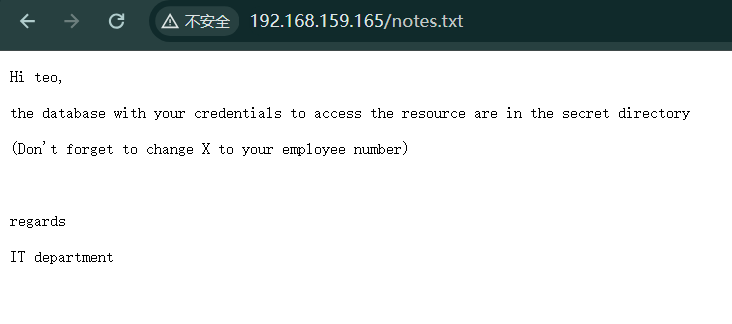 不安全 192.168.159.165/notes.txt
Hi teo,
the database with your credentials to access the resource are in the secret directory
(Don't forget to change X to your employee number)
regards
IT department